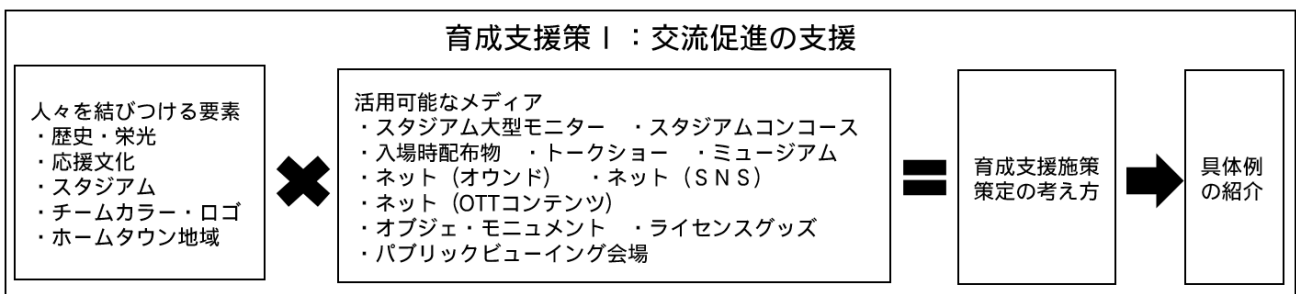 育成支援策Ⅰ：交流促進の支援
人々を結びつける要素
・歴史・栄光
・応援文化
・スタジアム
・チームカラー・ロゴ
・ホームタウン地域
活用可能なメディア
・スタジアム大型モニター　・スタジアムコンコース
・入場時配布物　・トークショー　・ミュージアム
・ネット（オウンド）　・ネット（ＳＮＳ）
・ネット（OTTコンテンツ）
・オブジェ・モニュメント　・ライセンスグッズ
・パブリックビューイング会場
育成支援施策
策定の考え方
具体例
の紹介